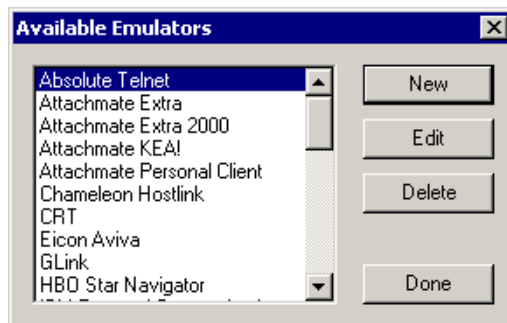 Available Emulators
Absolute Telnet
Attachmate Extra
Attachmate Extra 2000
Attachmate KEA!
Attachmate Personal Client
Chameleon Hostlink
CRT
Eicon Aviva
GLink
HBO Star Navigator
New
Edit
Delete
Done